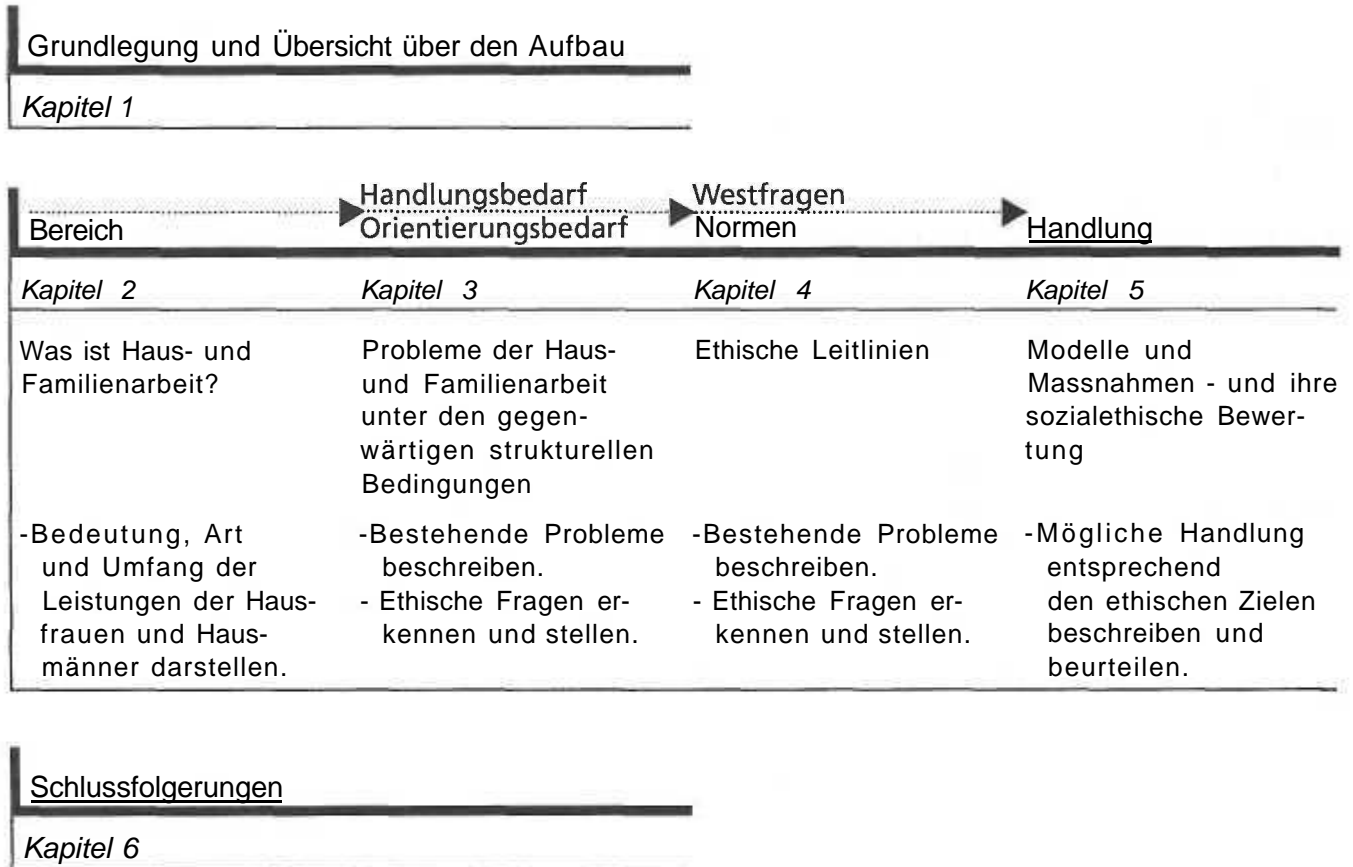 Grundlegung und Übersicht über den Aufbau
Kapitel 1
Bereich
Handlungsbedarf
Orientierungsbedarf
Westfragen
Normen
Handlung
Kapitel 2
Kapitel 3
Kapitel 4
Kapitel 5
Was ist Haus- und
Familienarbeit?
Probleme der Haus-
und Familienarbeit
unter den gegen-
wärtigen strukturellen
Bedingungen
Ethische Leitlinien
Modelle und
Massnahmen - und ihre
sozialethische Bewer-
tung
-Bedeutung, Art
und Umfang der
Leistungen der Haus-
frauen und Haus-
männer darstellen.
-Bestehende Probleme
beschreiben.
- Ethische Fragen er-
kennen und stellen.
-Bestehende Probleme
beschreiben.
- Ethische Fragen er-
kennen und stellen.
-Mögliche Handlung
entsprechend
den ethischen Zielen
beschreiben und
beurteilen.
Schlussfolgerungen
Kapitel 6